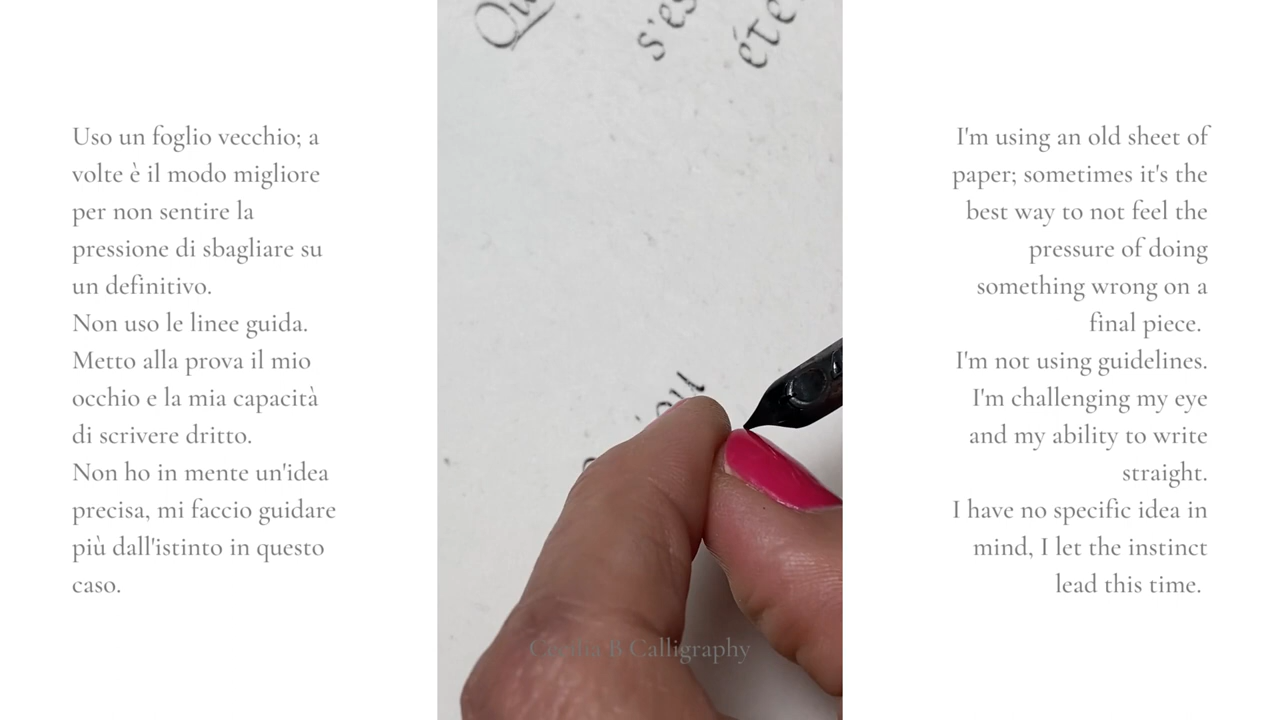 Uso un foglio vecchio; a
volte è il modo migliore
per non sentire la
pressione di sbagliare su
un definitivo.
Non uso le linee guida.
Metto alla prova il mio
occhio e la mia capacità
di scrivere dritto.
Non ho in mente un'idea
precisa, mi faccio guidare
più dall'istinto in questo
caso.
I'm using an old sheet of
paper; sometimes it's the
best way to not feel the
pressure of doing
something wrong on a
final piece.
I'm not using guidelines.
I'm challenging my eye
and my ability to write
straight.
I have no specific idea in
mind, I let the instinct
lead this time.
Cecilia B Calligraphy